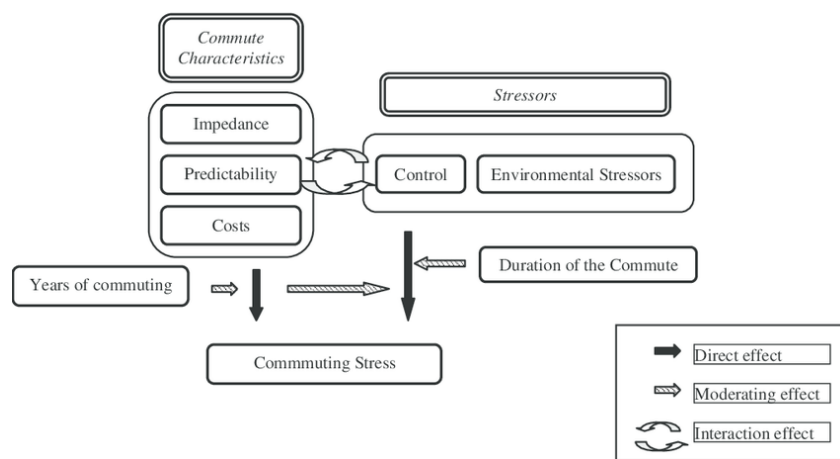 Commute
Characteristics
Stressors
Impedance
Predictability
Control
Environmental Stressors
Costs
Years of commuting
Duration of the Commute
Commmuting Stress
Direct effect
Moderating effect
Interaction effect